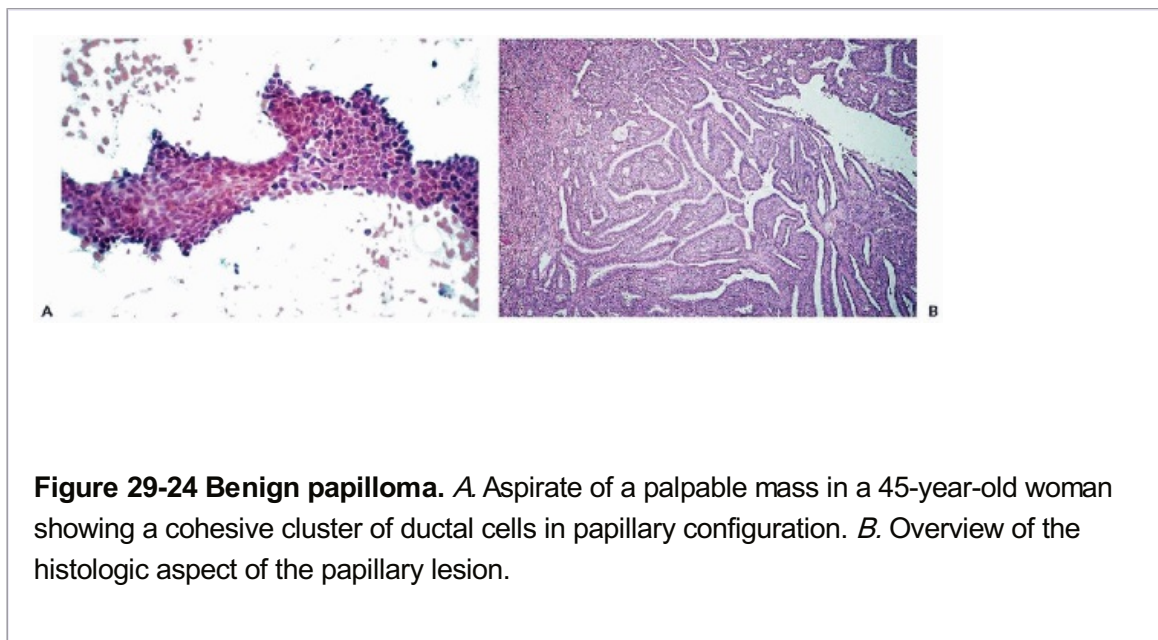 A
B
Figure 29-24 Benign papilloma. A. Aspirate of a palpable mass in a 45-year-old woman
showing a cohesive cluster of ductal cells in papillary configuration. B. Overview of the
histologic aspect of the papillary lesion.